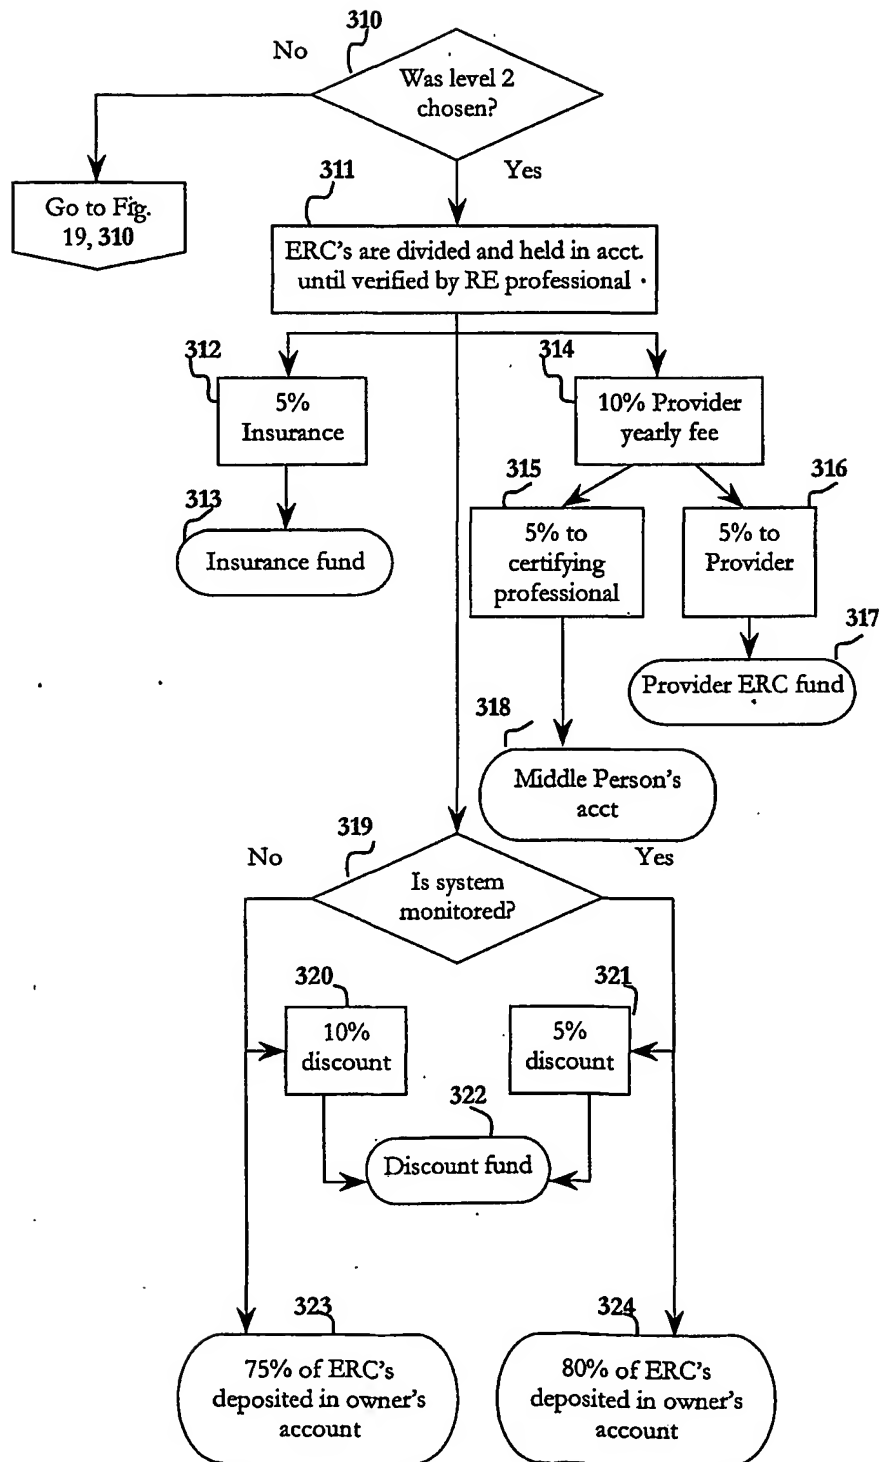 310
No
Was level 2
chosen?
311
Yes
Go to Fig.
19, 310
ERC's are divided and held in acct.
until verified by RE professional
312
314
5%
Insurance
10% Provider
yearly fee
315
316
313
5% to
certifying
professional
5% to
Provider
Insurance fund
317
Provider ERC fund
318
Middle Person's
acct
319
No
Yes
Is system
monitored?
320
321
10%
discount
5%
discount
322
Discount fund
323
324
75% of ERC's
deposited in owner's
account
80% of ERC's
deposited in owner's
account